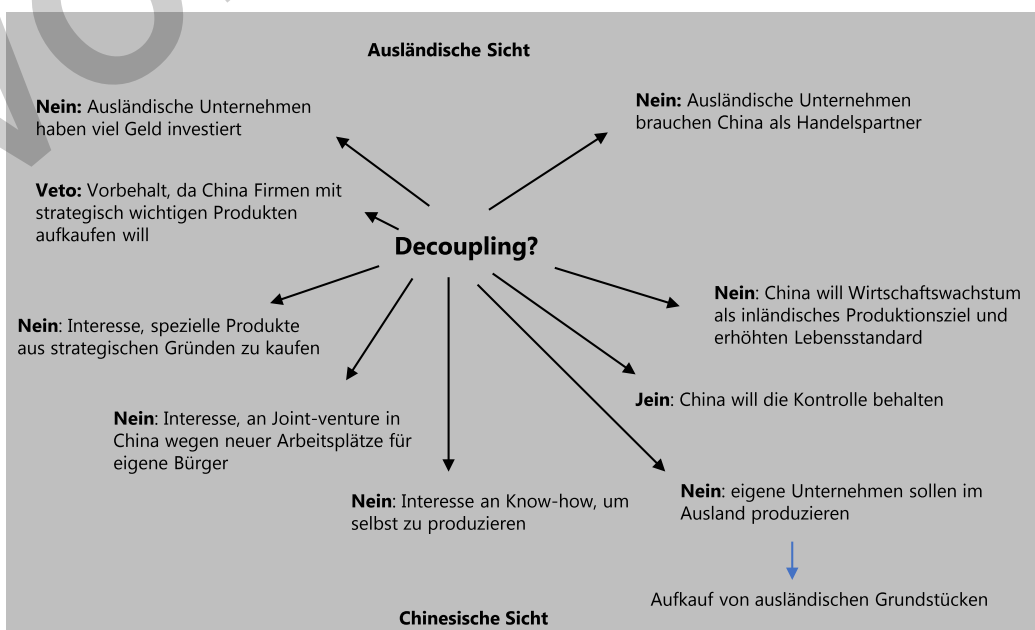 Ausländische Sicht
Nein: Ausländische Unternehmen
haben viel Geld investiert
Nein: Ausländische Unternehmen
brauchen China als Handelspartner
Veto: Vorbehalt, da China Firmen mit
strategisch wichtigen Produkten
aufkaufen will
Decoupling?
Nein: China will Wirtschaftswachstum
als inländisches Produktionsziel und
erhöhten Lebensstandard
Nein: Interesse, spezielle Produkte
aus strategischen Gründen zu kaufen
Jein: China will die Kontrolle behalten
Nein: Interesse, an Joint-venture in
China wegen neuer Arbeitsplätze für
eigene Bürger
Nein: Interesse an Know-how, um
selbst zu produzieren
Nein: eigene Unternehmen sollen im
Ausland produzieren
Aufkauf von ausländischen Grundstücken
Chinesische Sicht